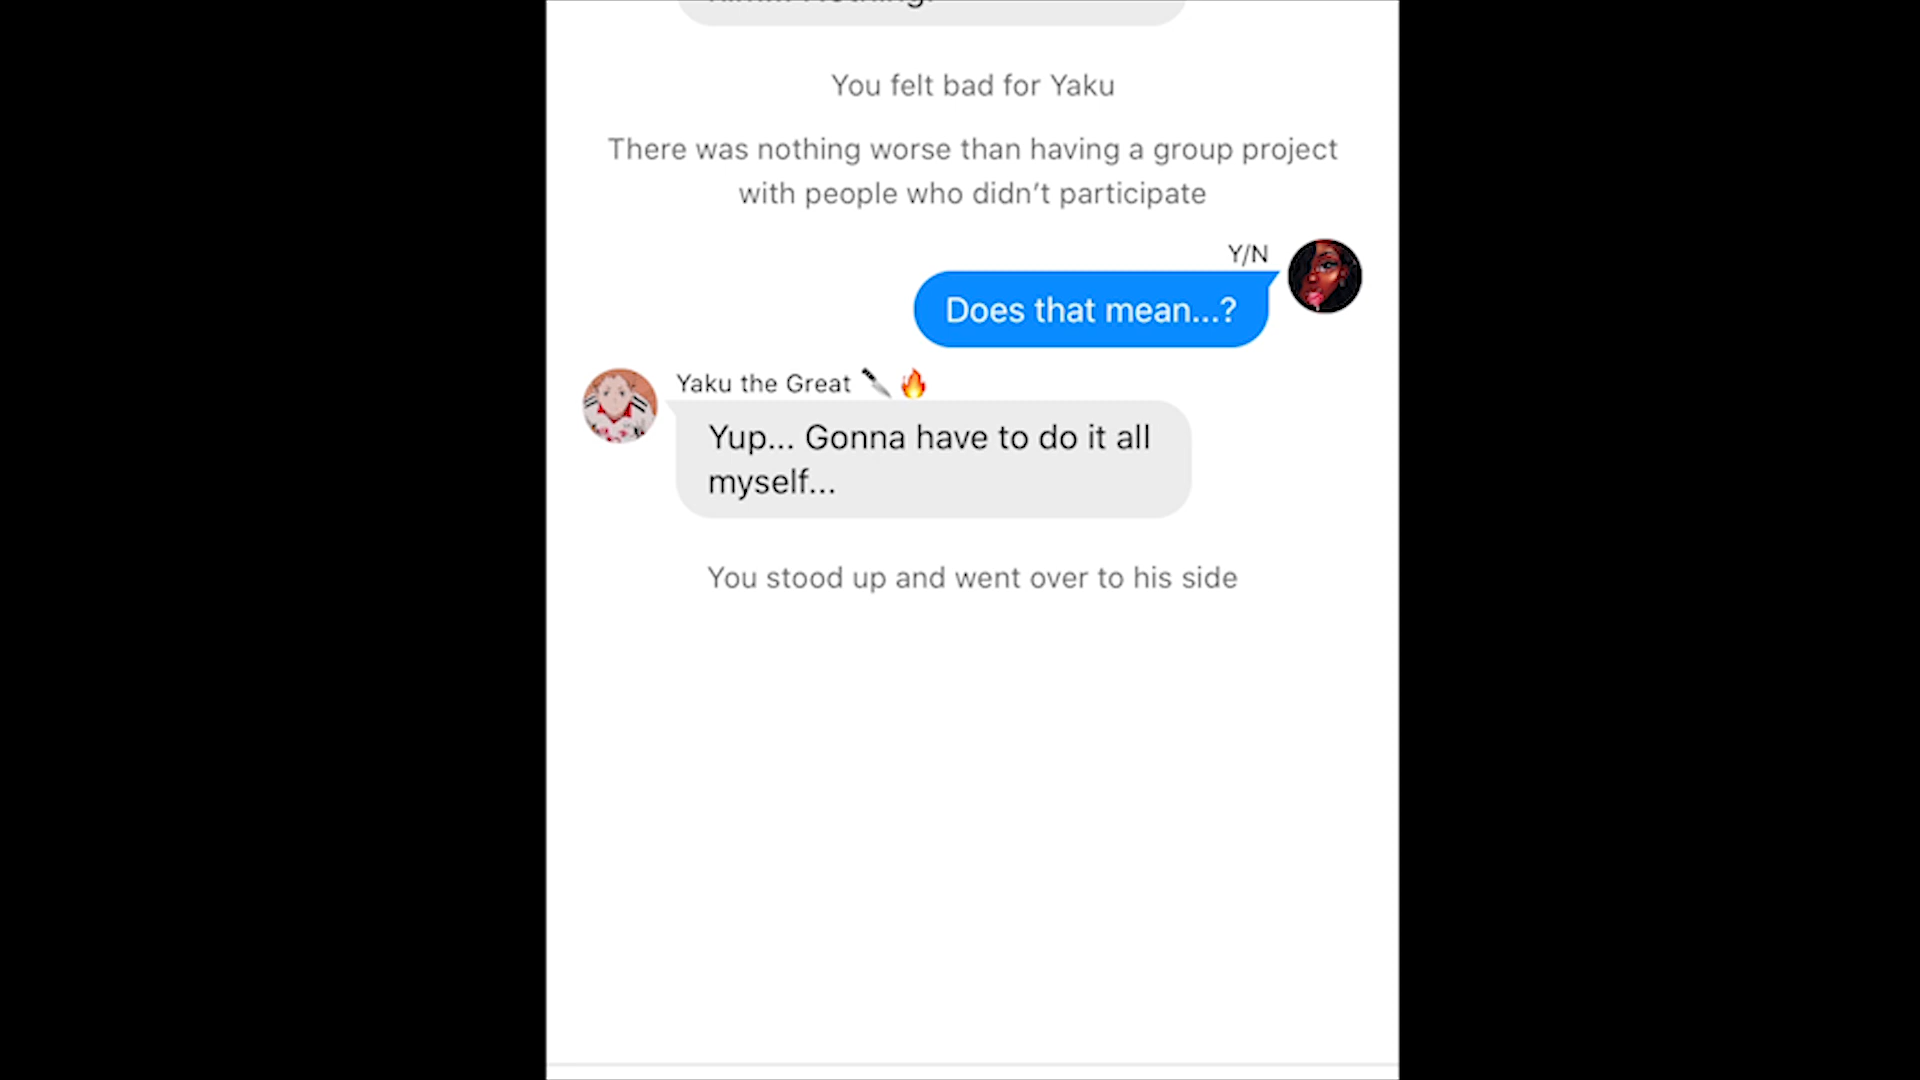 You felt bad for Yaku
There was nothing worse than having a group project
with people who didn’t participate
Y/N
Does that mean...?
Yaku the Great 🔪 🔥
Yup... Gonna have to do it all
myself...
You stood up and went over to his side